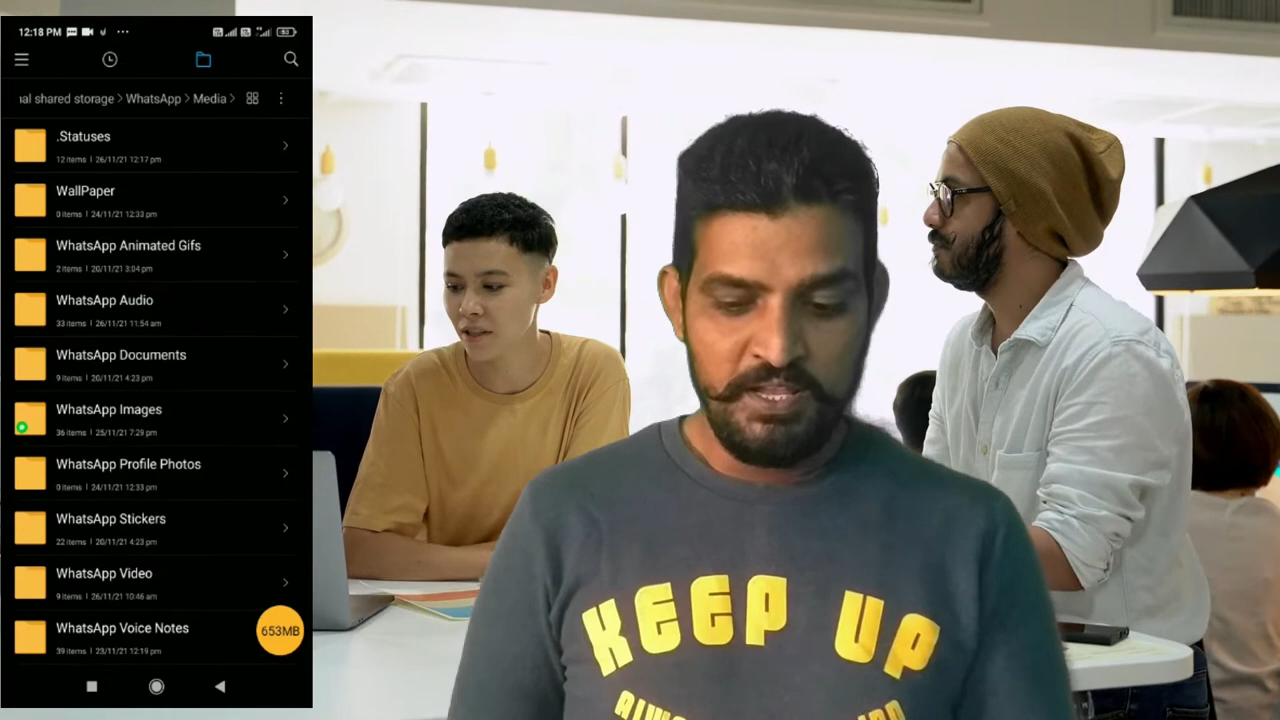 12:18 PM
53
ıal shared storage > WhatsApp > Media >
.Statuses
12 items | 26/11/21 12:17 pm
WallPaper
0 items | 24/11/21 12:33 pm
WhatsApp Animated Gifs
2 items | 20/11/21 3:04 pm
WhatsApp Audio
33 items | 26/11/21 11:54 am
WhatsApp Documents
9 items | 20/11/21 4:23 pm
WhatsApp Images
36 items | 25/11/21 7:29 pm
WhatsApp Profile Photos
0 items | 24/11/21 12:33 pm
WhatsApp Stickers
22 items | 20/11/21 4:23 pm
WhatsApp Video
9 items | 26/11/21 10:46 am
WhatsApp Voice Notes
39 items | 23/11/21 12:19 pm
653MB
KEEP UP